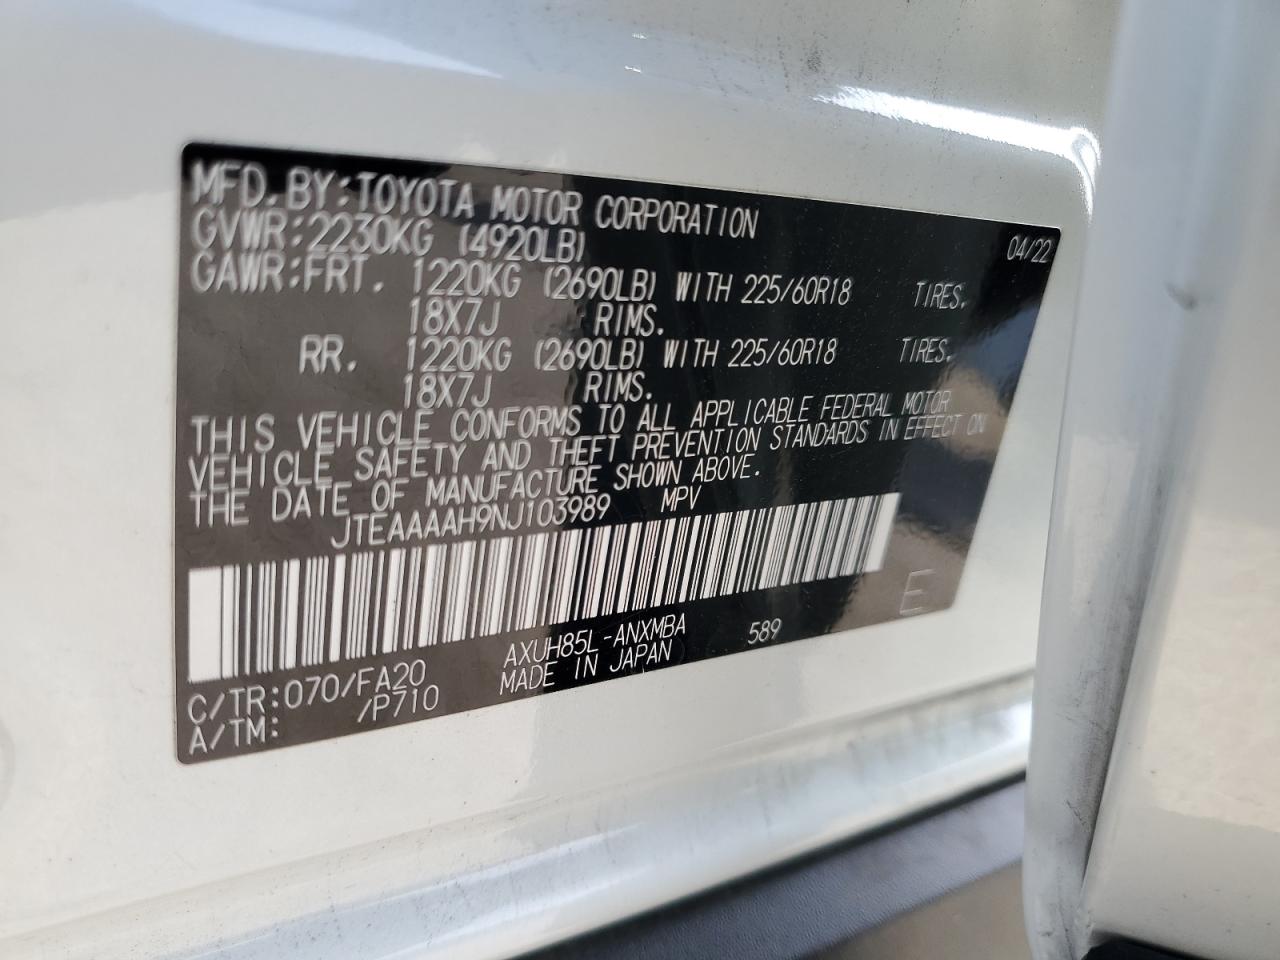 MFD. BY: TOYOTA MOTOR CORPORATION 04/22
GVWR: 2230KG (4920LB)
GAWR: FRT. 1220KG (2690LB) WITH 225/60R18 TIRES.
18X7J RIMS.
RR. 1220KG (2690LB) WITH 225/60R18 TIRES.
18X7J RIMS.
THIS VEHICLE CONFORMS TO ALL APPLICABLE FEDERAL MOTOR
VEHICLE SAFETY AND THEFT PREVENTION STANDARDS IN EFFECT ON
THE DATE OF MANUFACTURE SHOWN ABOVE.
JTEAAAAH9NJ103989 MPV
E
AXUH85L-ANXMBA 589
MADE IN JAPAN
C/TR: 070/FA20
A/TM: /P710